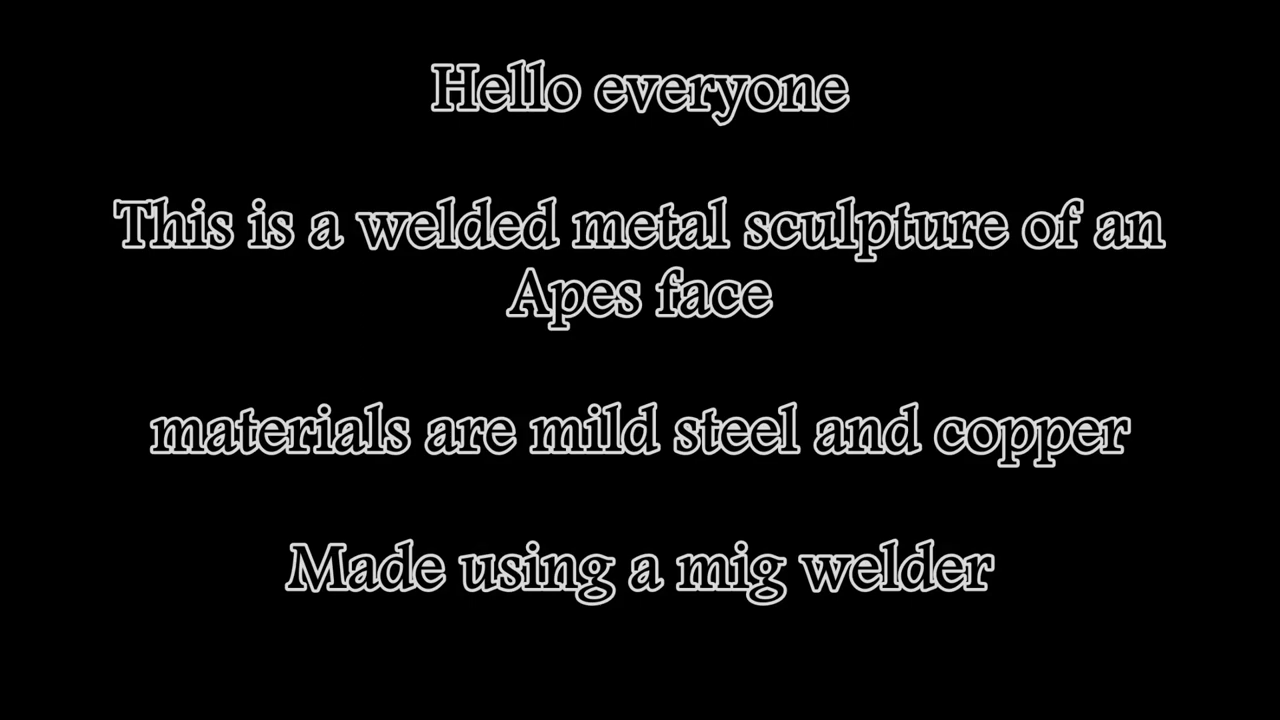 Hello everyone
This is a welded metal sculpture of an
Apes face
materials are mild steel and copper
Made using a mig welder